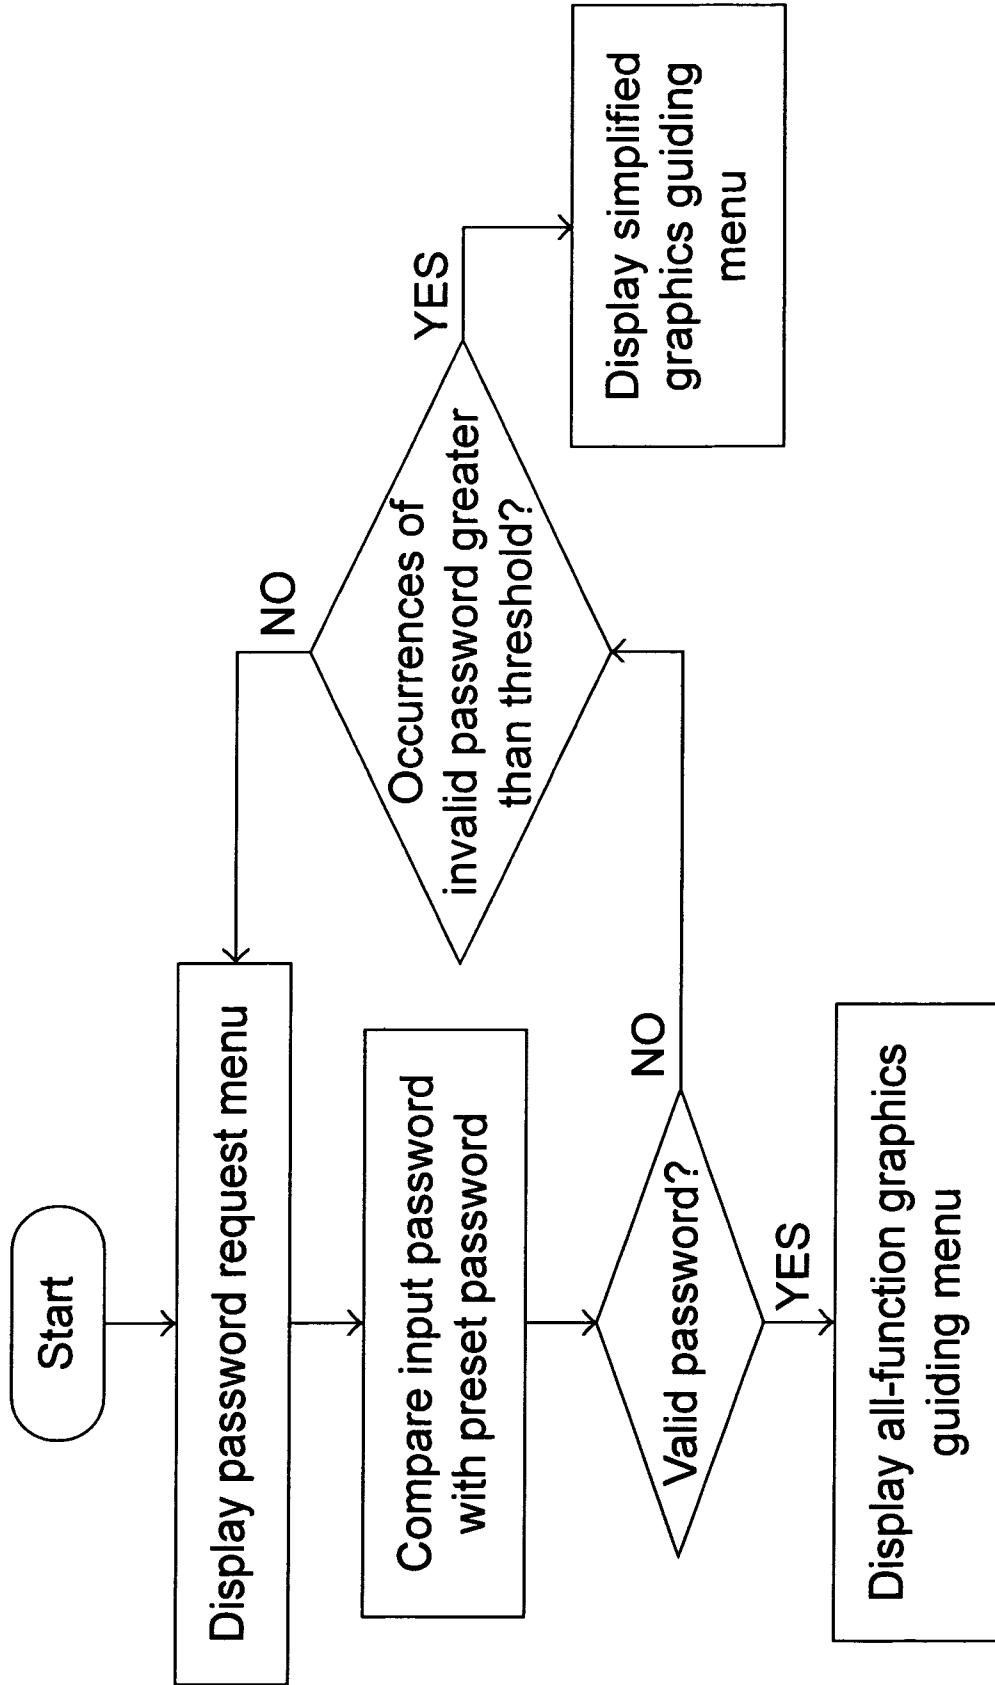 Start
Display password request menu
Compare input password
with preset password
Valid password?
YES
NO
Display all-function graphics
guiding menu
Occurrences of
invalid password greater
than threshold?
NO
YES
Display simplified
graphics guiding
menu